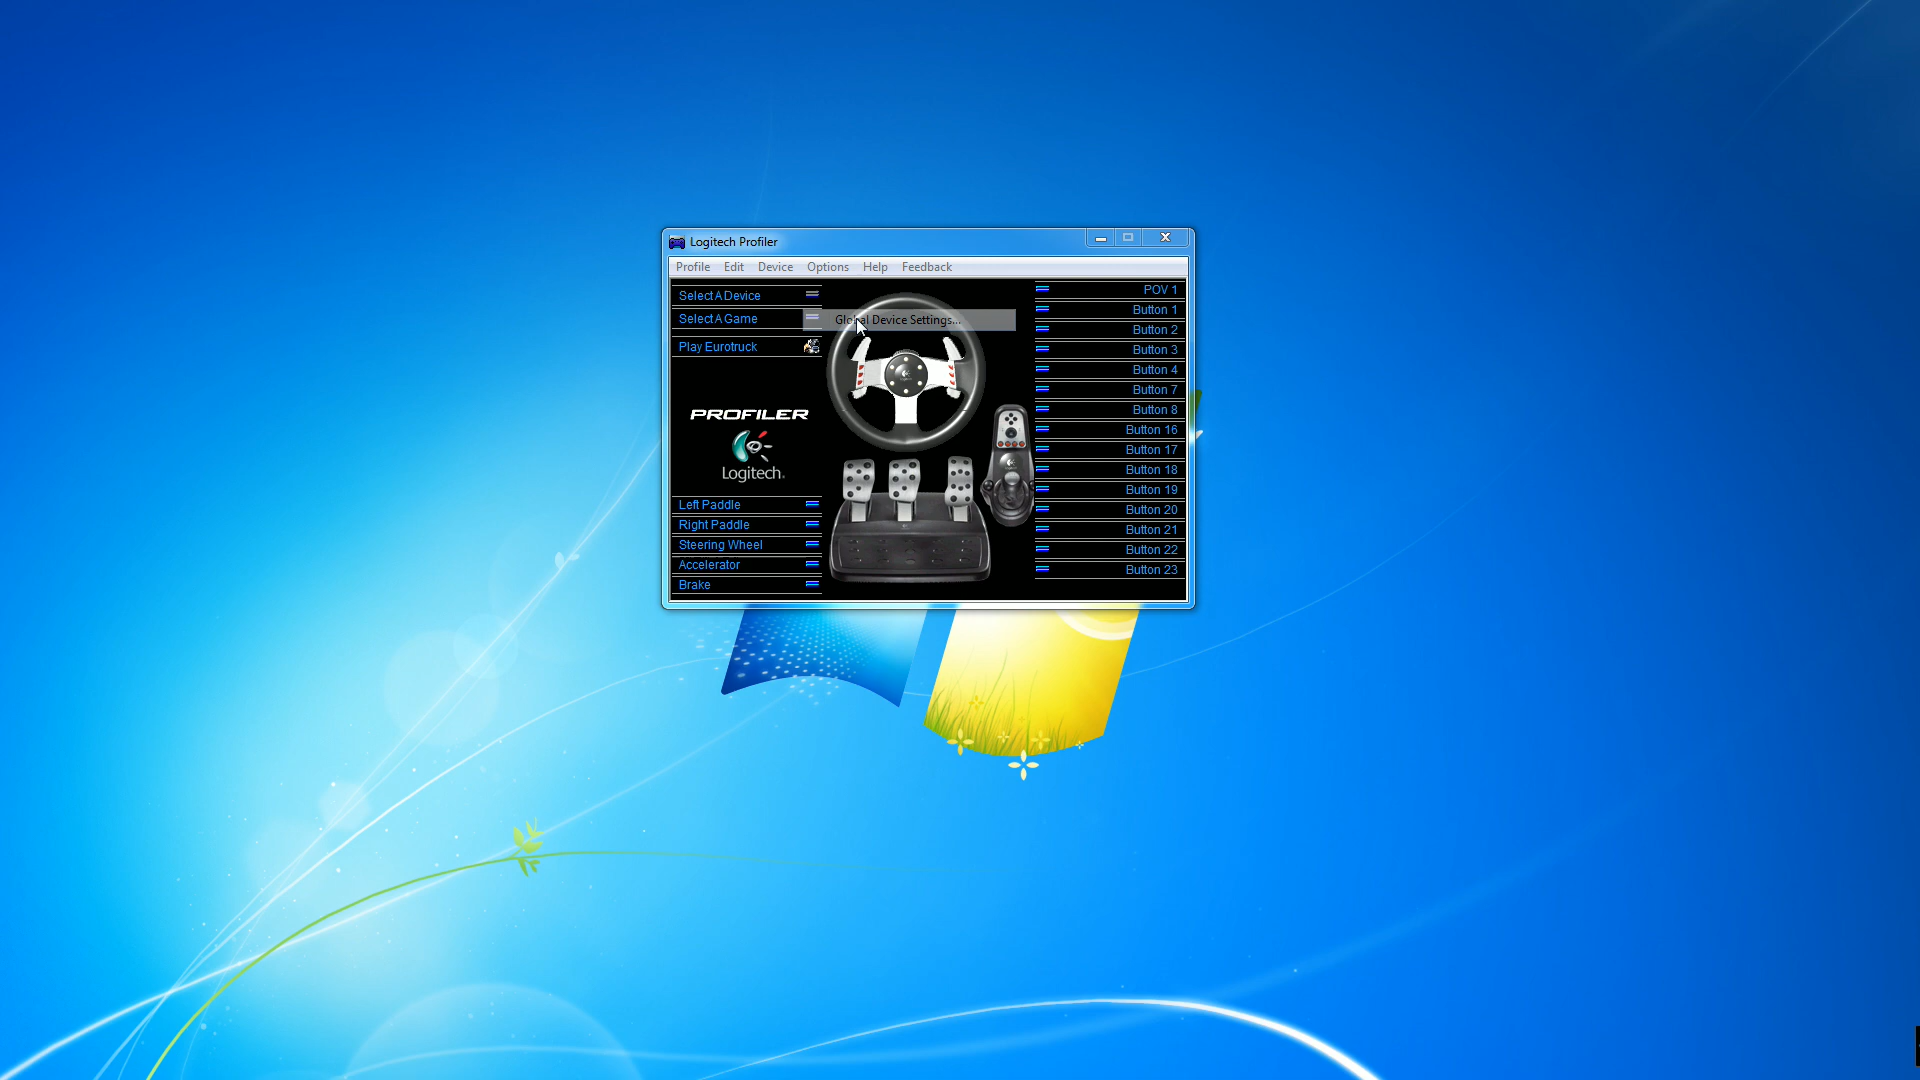 Logitech Profiler
Profile Edit Device Options Help Feedback
Select A Device
Select A Game
Global Device Settings...
Play Eurotruck
PROFILER
Logitech
Left Paddle
Right Paddle
Steering Wheel
Accelerator
Brake
POV 1
Button 1
Button 2
Button 3
Button 4
Button 7
Button 8
Button 16
Button 17
Button 18
Button 19
Button 20
Button 21
Button 22
Button 23